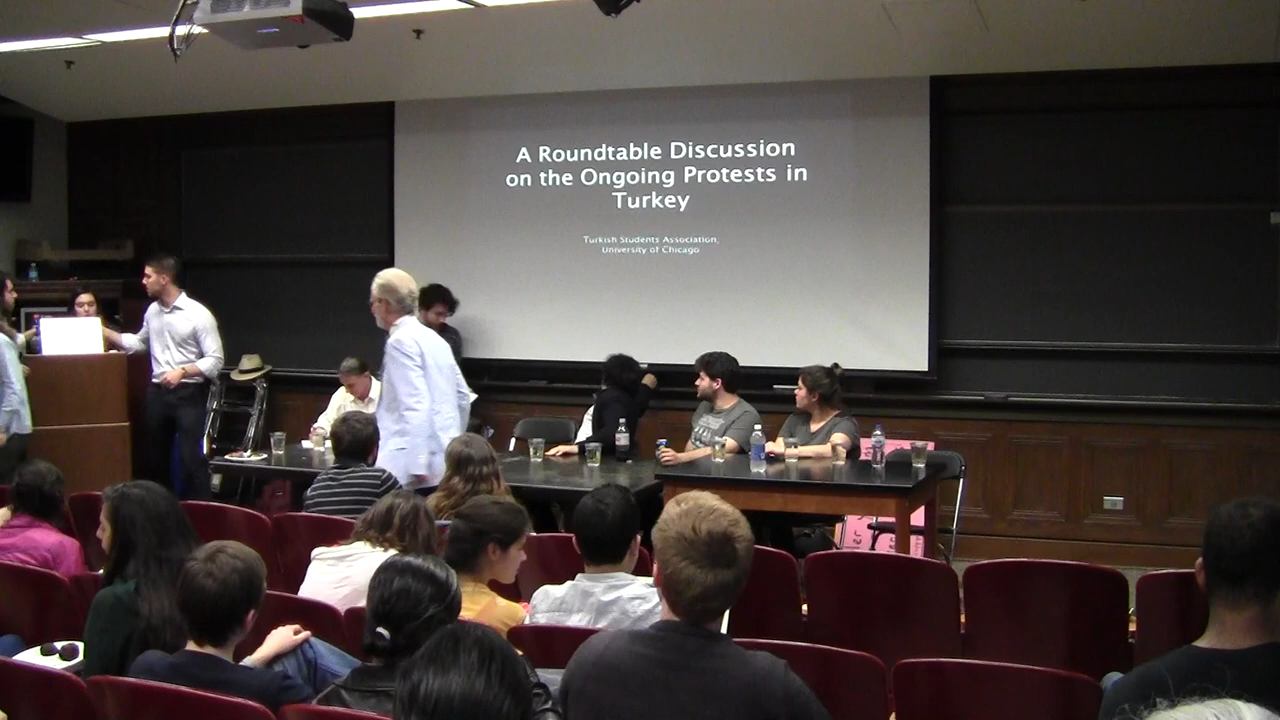 A Roundtable Discussion
on the Ongoing Protests in
Turkey
Turkish Students Association,
University of Chicago